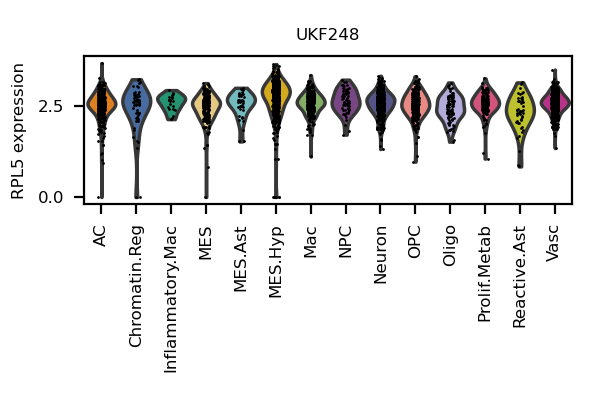 UKF248
RPL5 expression
2.5
0.0
AC
Chromatin.Reg
Inflammatory.Mac
MES
MES.Ast
MES.Hyp
Mac
NPC
Neuron
OPC
Oligo
Prolif.Metab
Reactive.Ast
Vasc